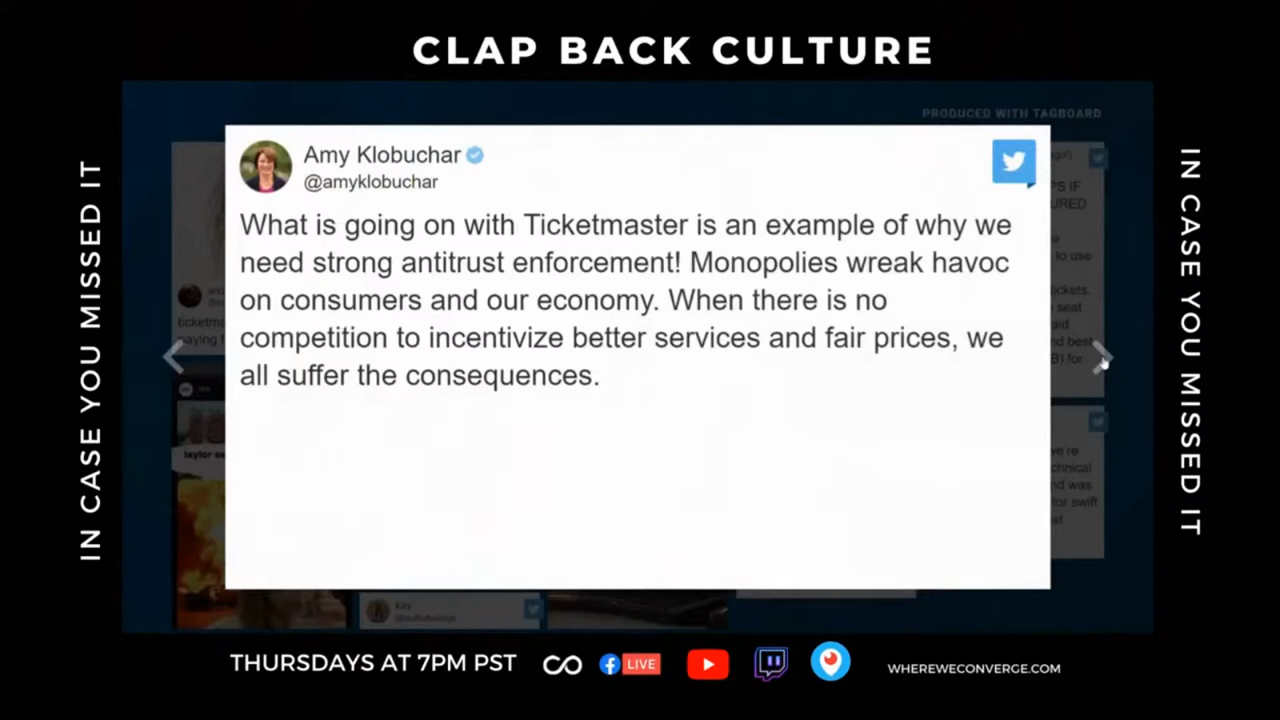 CLAP BACK CULTURE
PRODUCED WITH TAGBOARD
IN CASE YOU MISSED IT
Amy Klobuchar
@amyklobuchar
What is going on with Ticketmaster is an example of why we
need strong antitrust enforcement! Monopolies wreak havoc
on consumers and our economy. When there is no
competition to incentivize better services and fair prices, we
all suffer the consequences.
IN CASE YOU MISSED IT
kay
THURSDAYS AT 7PM PST
LIVE
WHEREWECONVERGE.COM